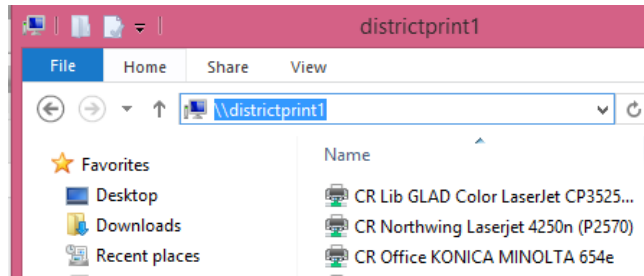 districtprint1
File Home Share View
\\districtprint1
Favorites
Desktop
Downloads
Recent places
Name
CR Lib GLAD Color LaserJet CP3525...
CR Northwing Laserjet 4250n (P2570)
CR Office KONICA MINOLTA 654e